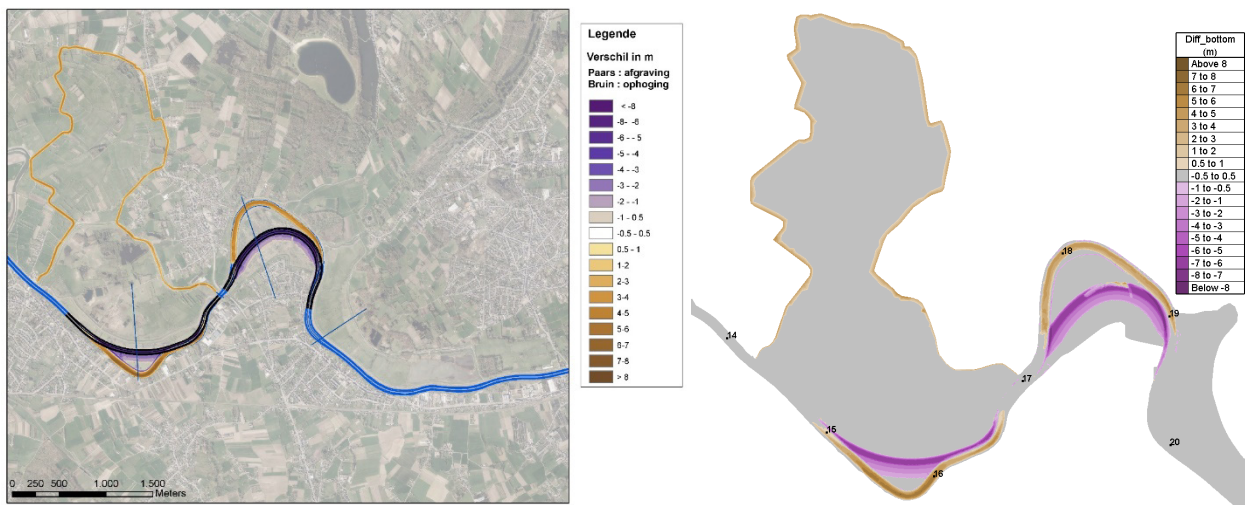 Legende
Verschil in m
Paars : afgraving
Bruin : ophoging
< -8
-8- -6
-6 - -5
-5 - -4
-4 - -3
-3 - -2
-2 - -1
-1 - 0.5
-0.5 - 0.5
0.5 - 1
1-2
2-3
3-4
4-5
5-6
6-7
7-8
> 8
0 250 500 1.000 1.500
Meters
Diff_bottom
(m)
Above 8
7 to 8
6 to 7
5 to 6
4 to 5
3 to 4
2 to 3
1 to 2
0.5 to 1
-0.5 to 0.5
-1 to -0.5
-2 to -1
-3 to -2
-4 to -3
-5 to -4
-6 to -5
-7 to -6
-8 to -7
Below -8
14
15
16
17
18
19
20